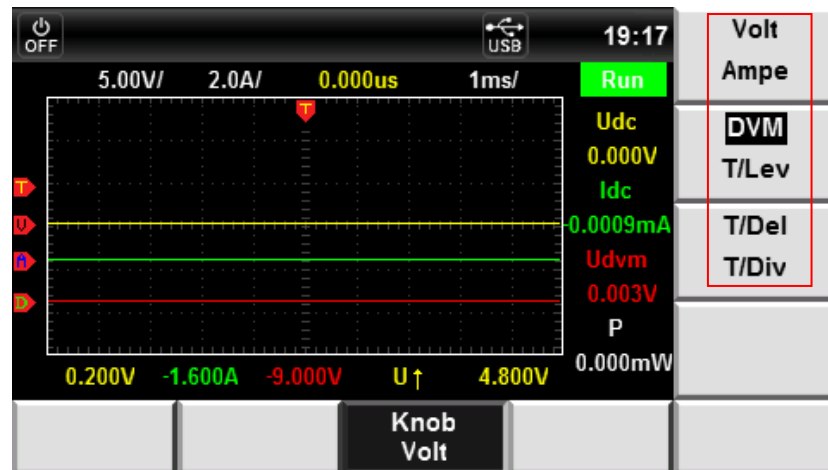 OFF
USB
19:17
5.00V/ 2.0A/ 0.000us 1ms/ Run
T
Udc
0.000V
Idc
-0.0009mA
Udvm
0.003V
P
0.000mW
T
V
A
D
0.200V -1.600A -9.000V U↑ 4.800V
Volt
Ampe
DVM
T/Lev
T/Del
T/Div
Knob
Volt